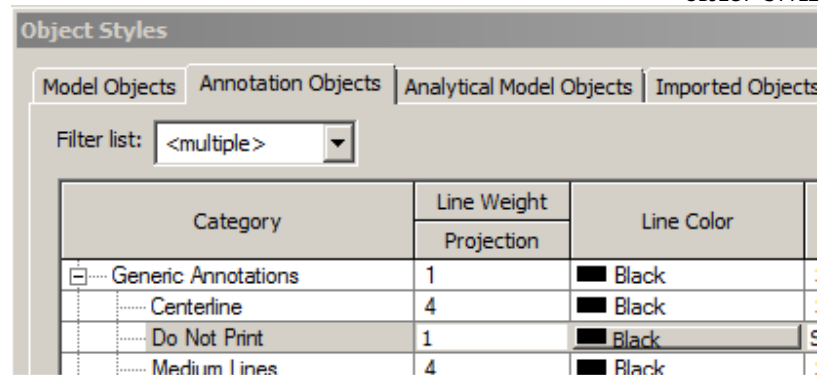 Object Styles
Model Objects Annotation Objects Analytical Model Objects Imported Objects
Filter list: <multiple>
Category Line Weight Line Color
Projection
Generic Annotations 1 Black
Centerline 4 Black
Do Not Print 1 Black
Medium Lines 4 Black